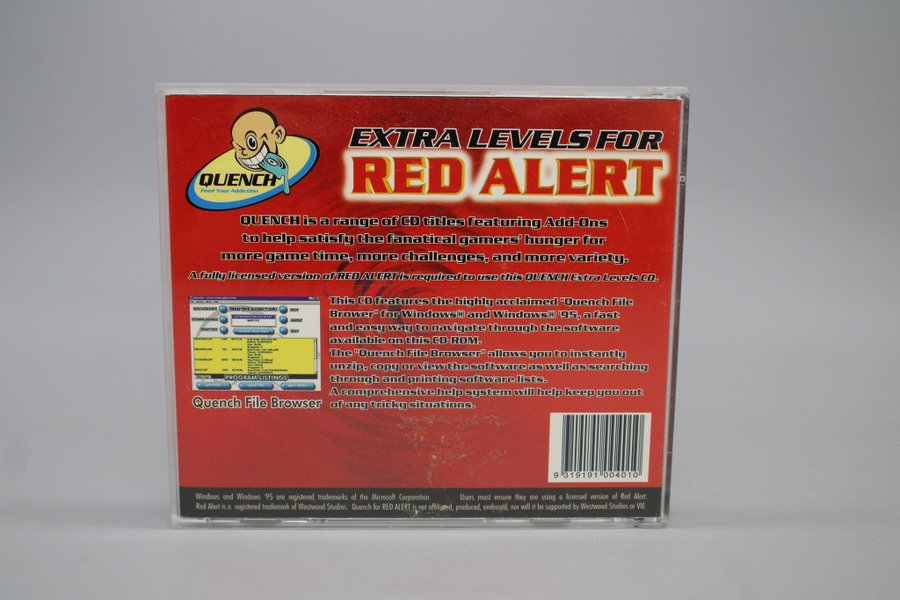 QUENCH
Feed Your Addiction
EXTRA LEVELS FOR
RED ALERT
QUENCH is a range of CD titles featuring Add-Ons
to help satisfy the fanatical gamers' hunger for
more game time, more challenges, and more variety.
A fully licensed version of RED ALERT is required to use this QUENCH Extra Levels CD.
PROGRAM LISTINGS
Quench File Browser
This CD features the highly acclaimed "Quench File
Brower" for Windows® and Windows® 95, a fast
and easy way to navigate through the software
available on this CD-ROM.
The "Quench File Browser" allows you to instantly
unzip, copy or view the software as well as searching
through and printing software lists.
A comprehensive help system will help keep you out
of any tricky situations.
9 319191 004010
Windows and Windows '95 are registered trademarks of the Microsoft Corporation.
Users must ensure they are using a licensed version of Red Alert.
Red Alert is a registered trademark of Westwood Studios. Quench for RED ALERT is not affiliated, produced, endorsed, nor will it be supported by Westwood Studios or VIE.